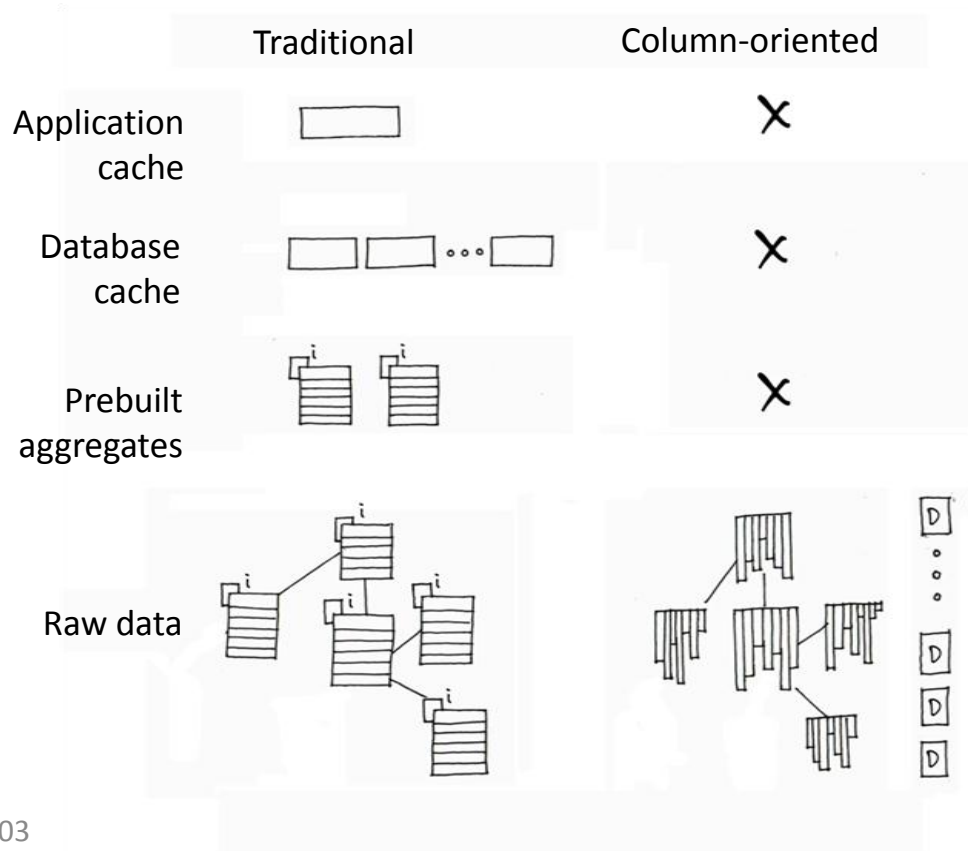 Traditional
Column-oriented
Application
cache
X
Database
cache
X
i
i
Prebuilt
aggregates
X
i
i
i
i
i
Raw data
D
D
D
D
03